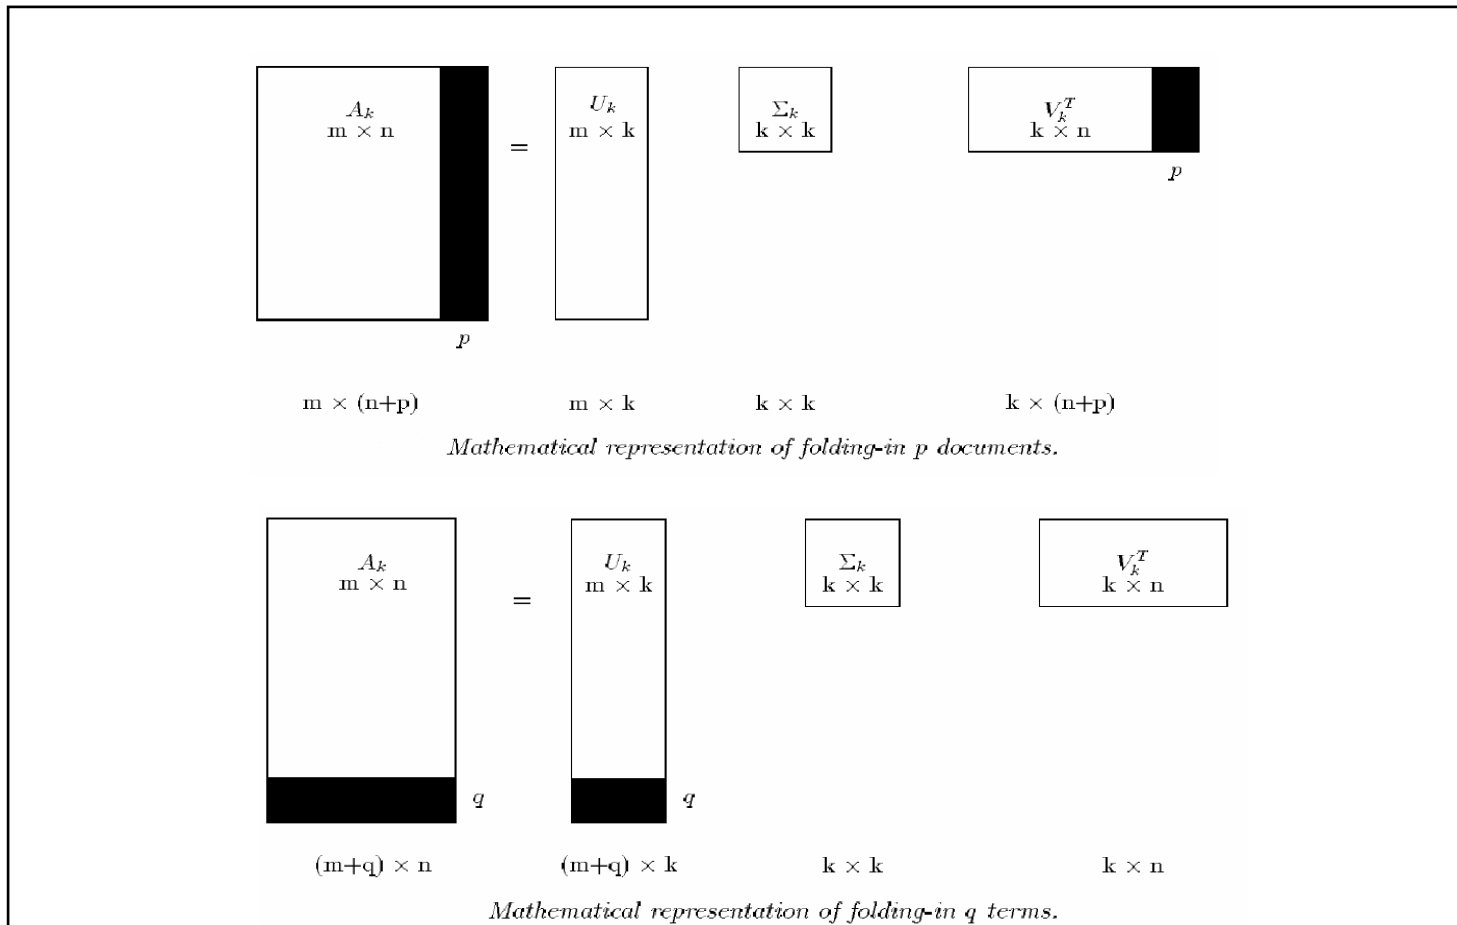 A_k U_k Σ_k V_k^T
m × n m × k k × k k × n
=
p
p
m × (n+p) m × k k × k k × (n+p)
Mathematical representation of folding-in p documents.
A_k U_k Σ_k V_k^T
m × n m × k k × k k × n
=
q q
(m+q) × n (m+q) × k k × k k × n
Mathematical representation of folding-in q terms.